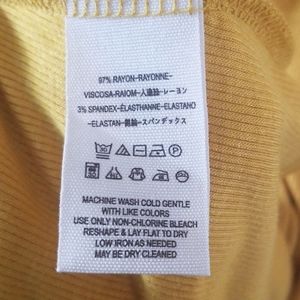 97% RAYON-RAYONNE-
VISCOSA-RAIOM-人造絲-レーヨン
3% SPANDEX-ÉLASTHANNE-ELASTANO
-ELASTAN-スパンデックス
MACHINE WASH COLD GENTLE
WITH LIKE COLORS
USE ONLY NON-CHLORINE BLEACH
RESHAPE & LAY FLAT TO DRY
LOW IRON AS NEEDED
MAY BE DRY CLEANED